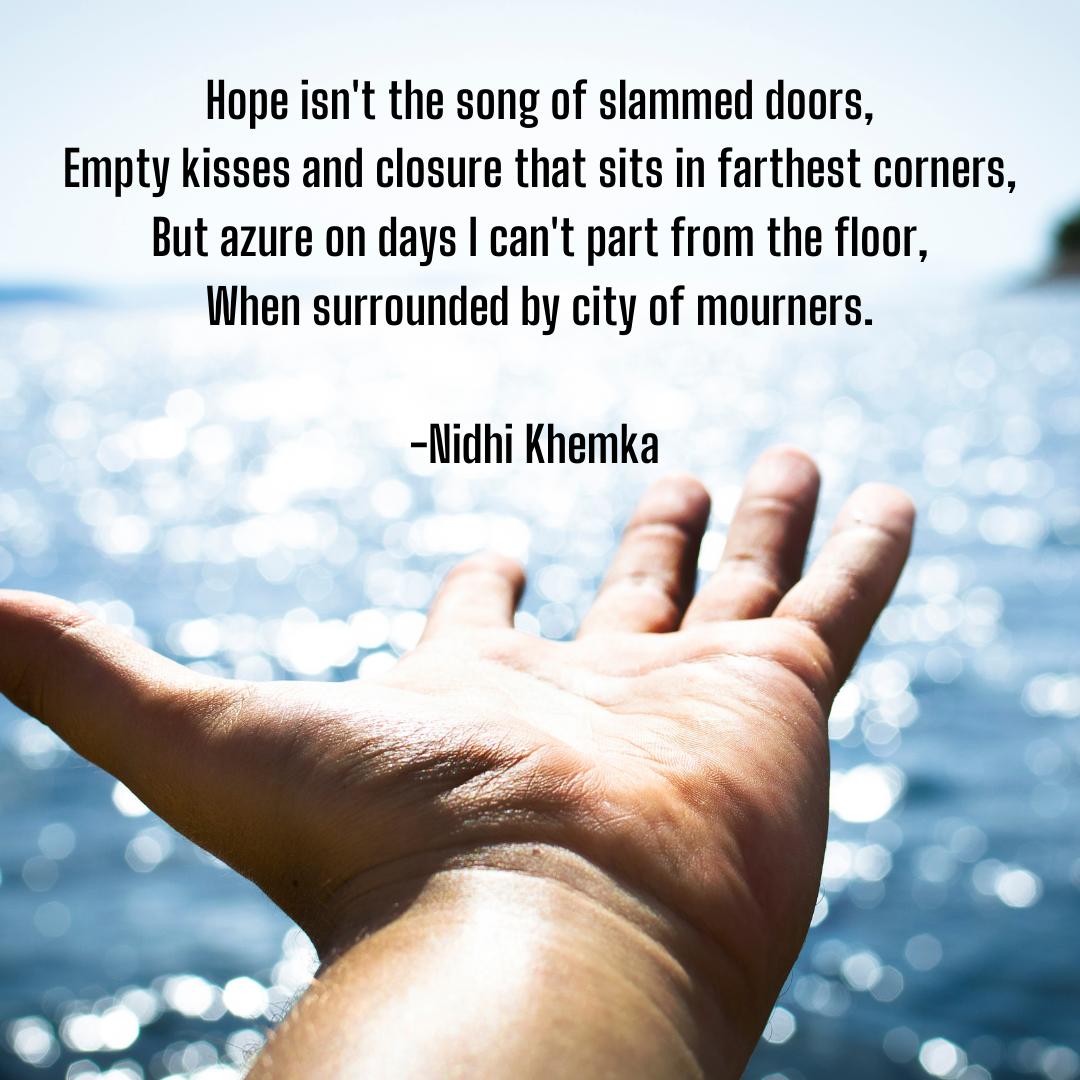 Hope isn't the song of slammed doors,
Empty kisses and closure that sits in farthest corners,
But azure on days I can't part from the floor,
When surrounded by city of mourners.
-Nidhi Khemka